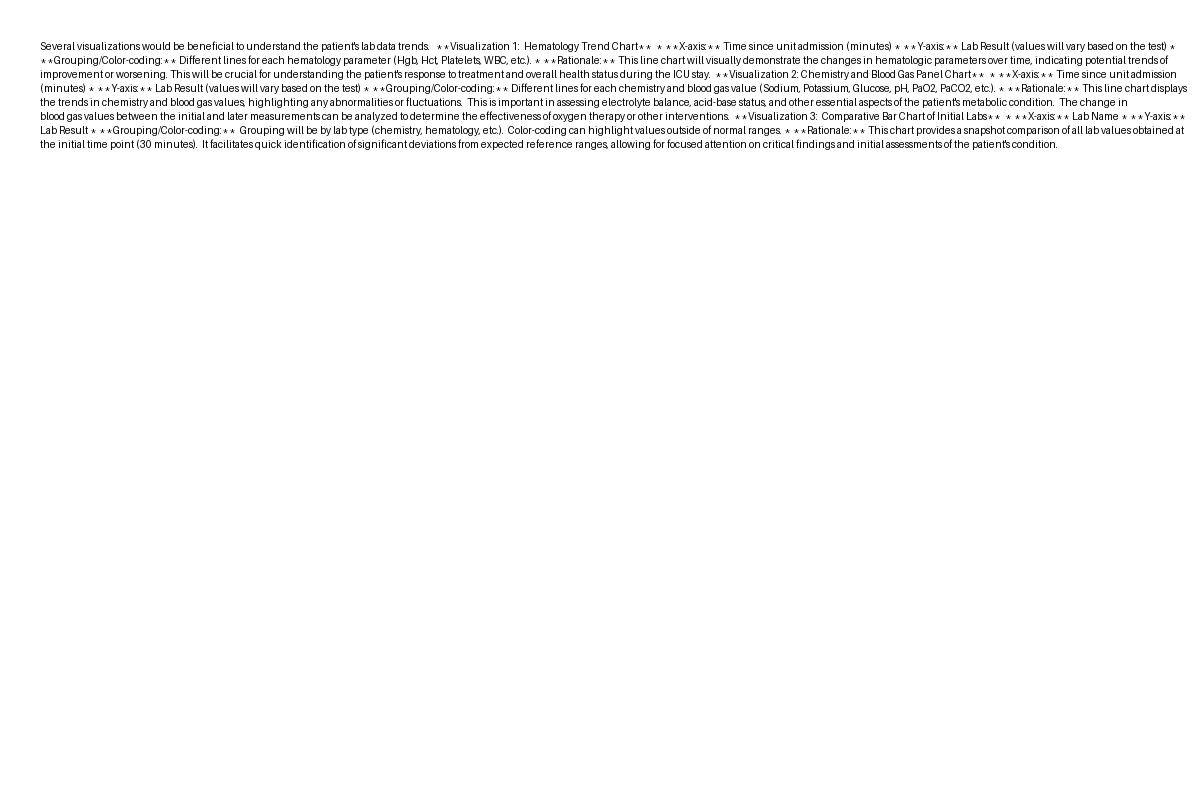 Several visualizations would be beneficial to understand the patient's lab data trends.   **Visualization 1:  Hematology Trend Chart**  * **X-axis:** Time since unit admission (minutes) * **Y-axis:** Lab Result (values will vary based on the test) *
**Grouping/Color-coding:** Different lines for each hematology parameter (Hgb, Hct, Platelets, WBC, etc.). * **Rationale:** This line chart will visually demonstrate the changes in hematologic parameters over time, indicating potential trends of
improvement or worsening. This will be crucial for understanding the patient's response to treatment and overall health status during the ICU stay.  **Visualization 2: Chemistry and Blood Gas Panel Chart**  * **X-axis:** Time since unit admission
(minutes) * **Y-axis:** Lab Result (values will vary based on the test) * **Grouping/Color-coding:** Different lines for each chemistry and blood gas value (Sodium, Potassium, Glucose, pH, PaO2, PaCO2, etc.). * **Rationale:** This line chart displays
the trends in chemistry and blood gas values, highlighting any abnormalities or fluctuations.  This is important in assessing electrolyte balance, acid-base status, and other essential aspects of the patient's metabolic condition.  The change in
blood gas values between the initial and later measurements can be analyzed to determine the effectiveness of oxygen therapy or other interventions.  **Visualization 3:  Comparative Bar Chart of Initial Labs**  * **X-axis:** Lab Name * **Y-axis:**
Lab Result * **Grouping/Color-coding:**  Grouping will be by lab type (chemistry, hematology, etc.).  Color-coding can highlight values outside of normal ranges. * **Rationale:** This chart provides a snapshot comparison of all lab values obtained at
the initial time point (30 minutes).  It facilitates quick identification of significant deviations from expected reference ranges, allowing for focused attention on critical findings and initial assessments of the patient's condition.